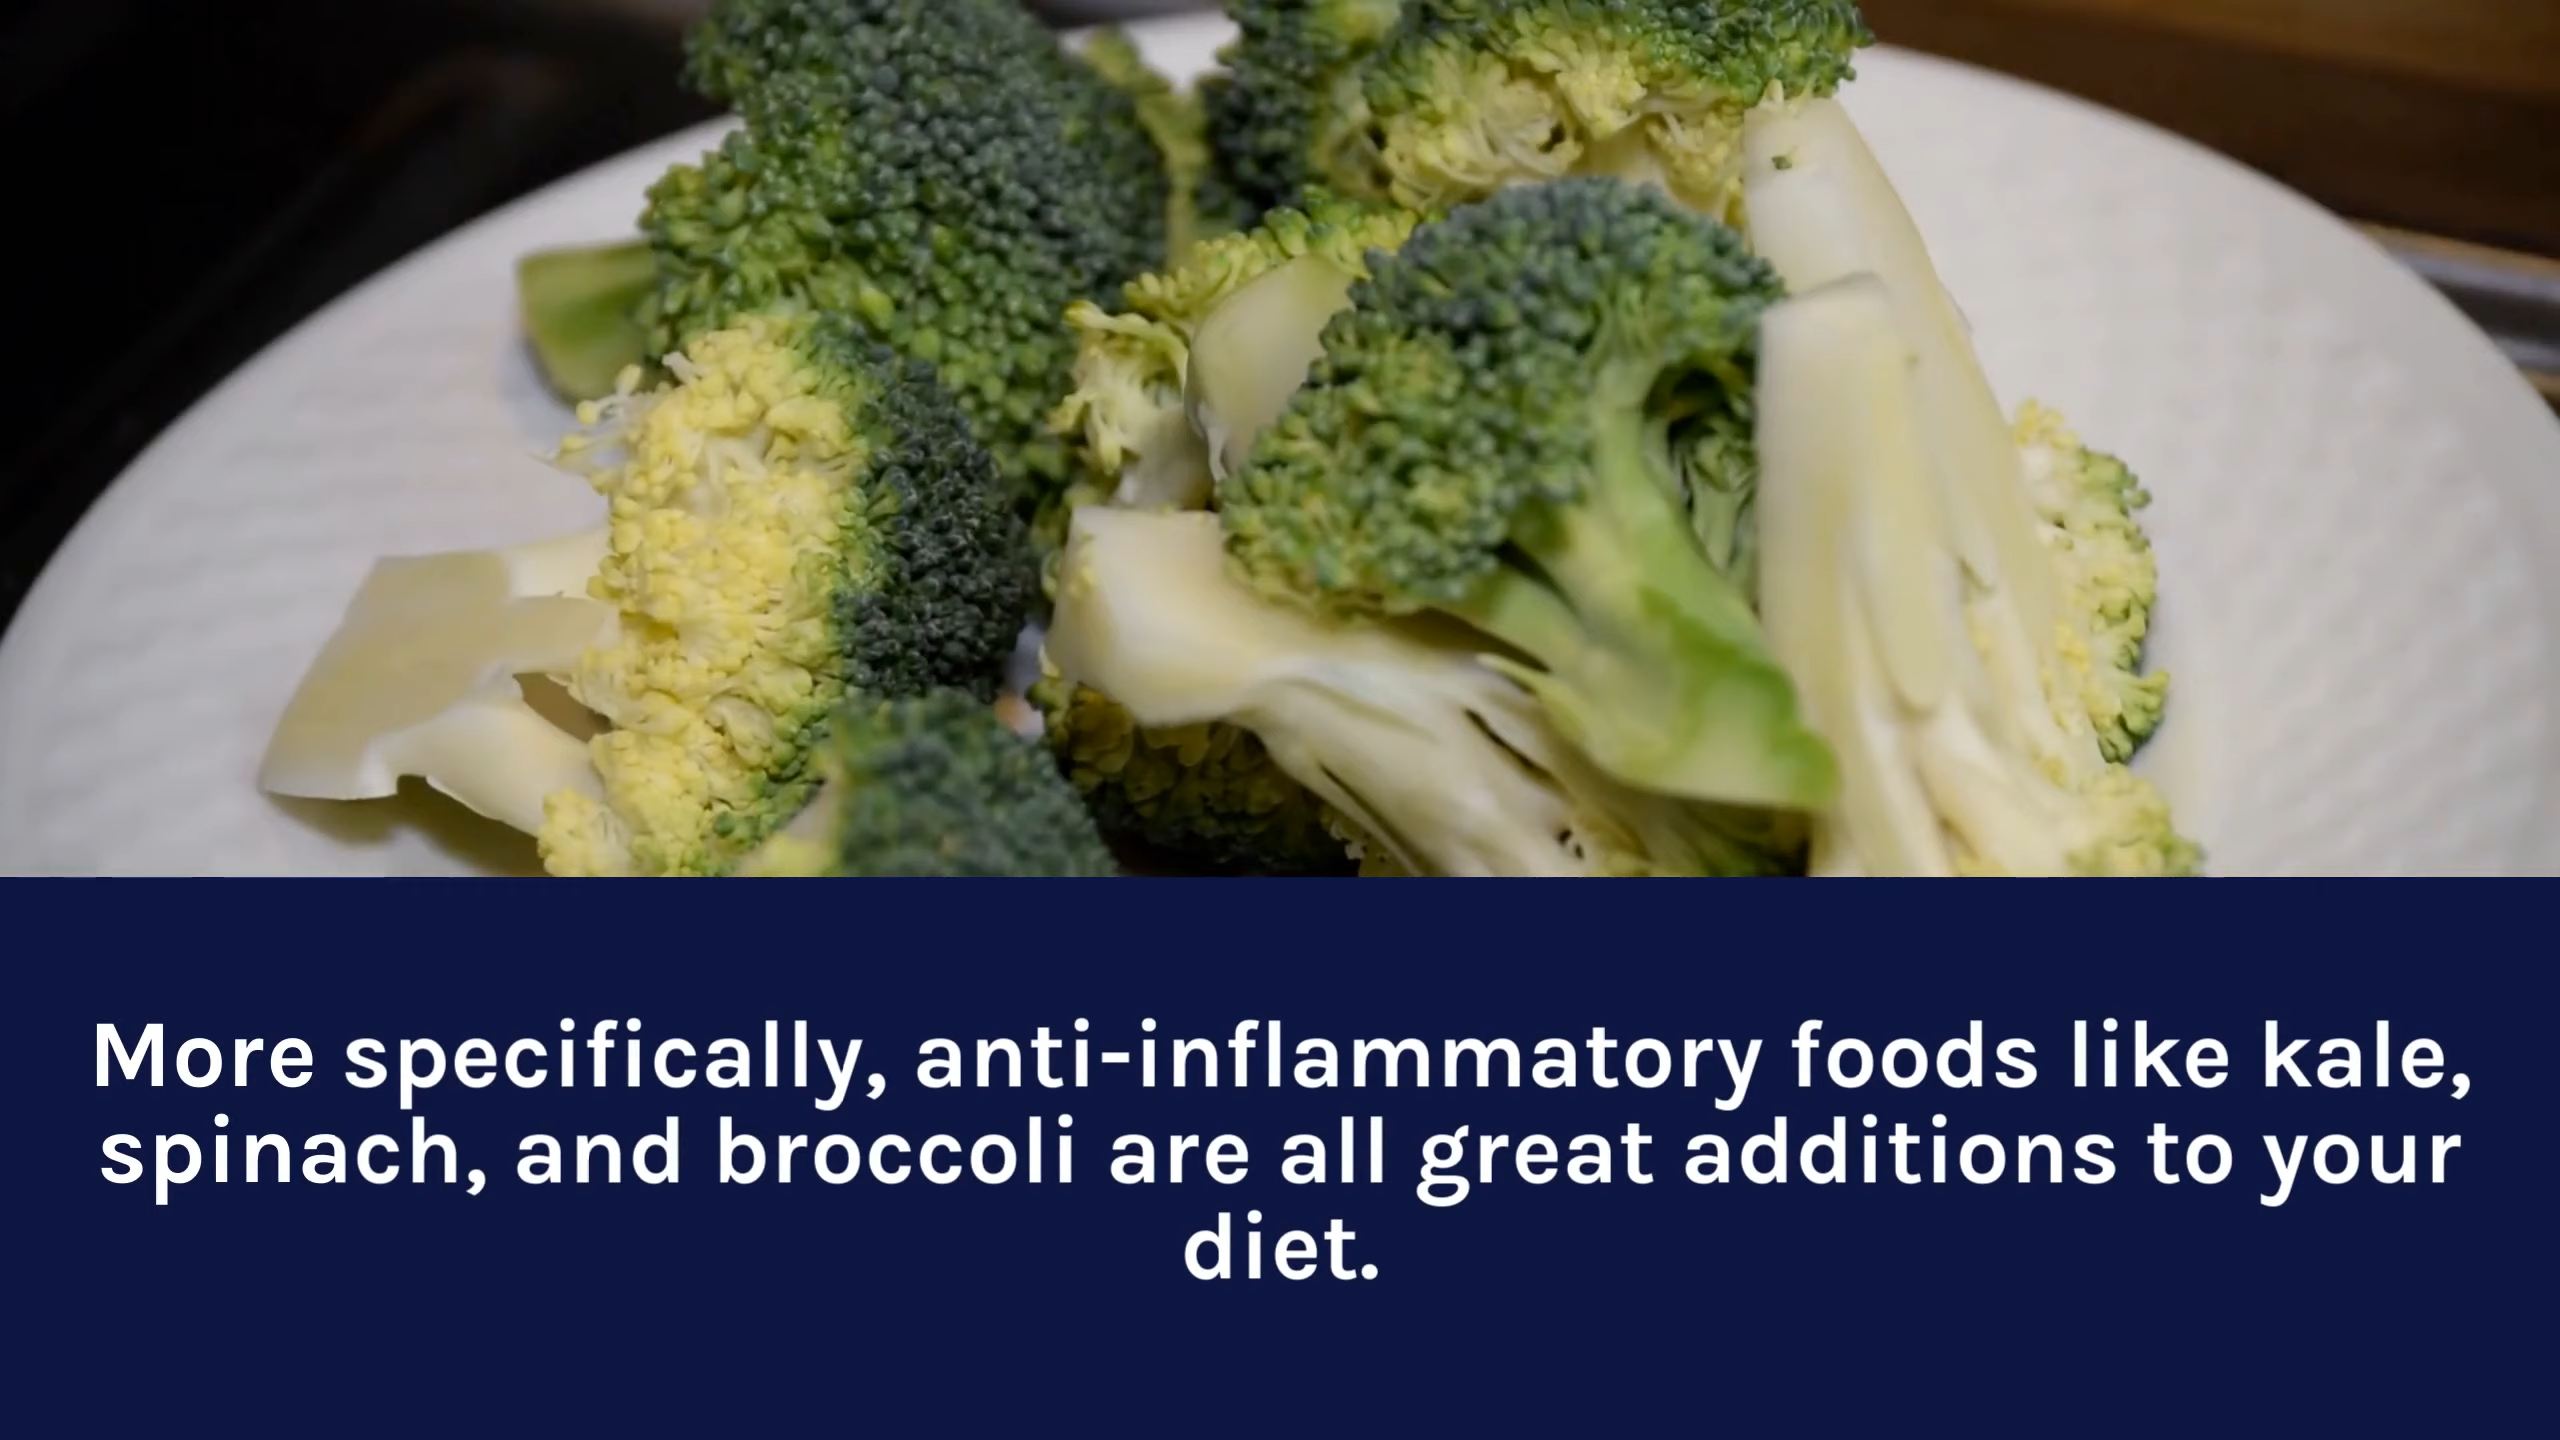 More specifically, anti-inflammatory foods like kale,
spinach, and broccoli are all great additions to your
diet.